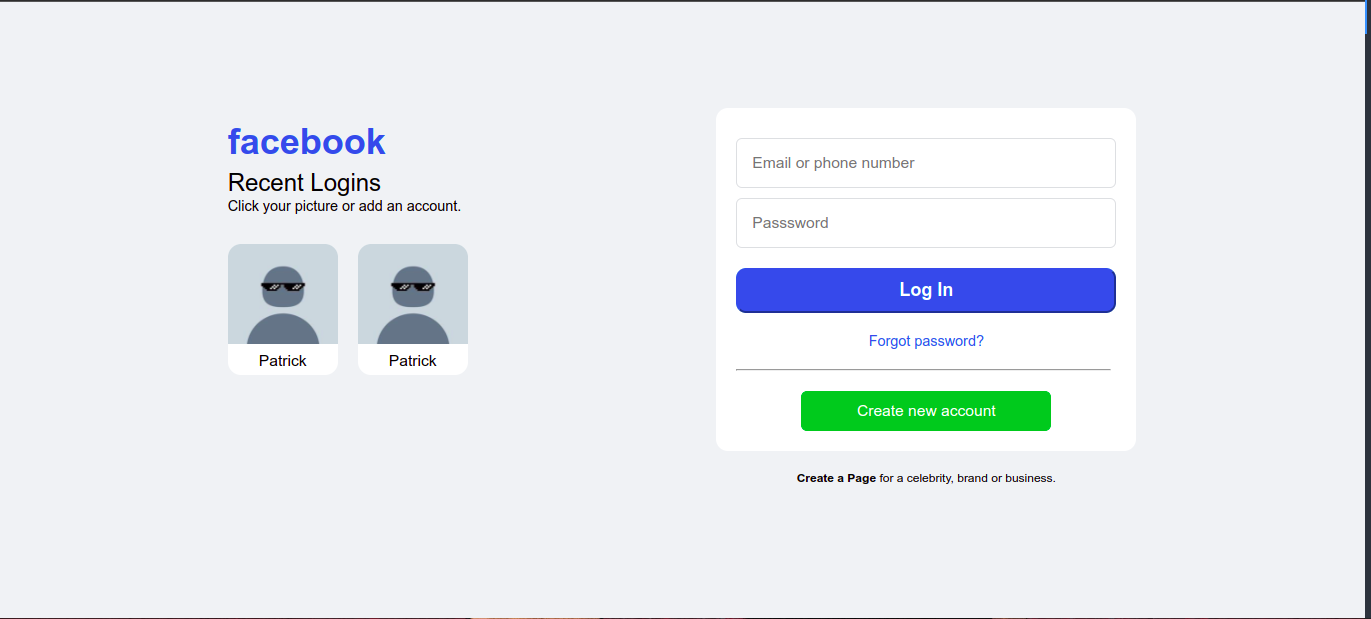 facebook
Recent Logins
Click your picture or add an account.
Patrick
Patrick
Email or phone number
Passsword
Log In
Forgot password?
Create new account
Create a Page for a celebrity, brand or business.